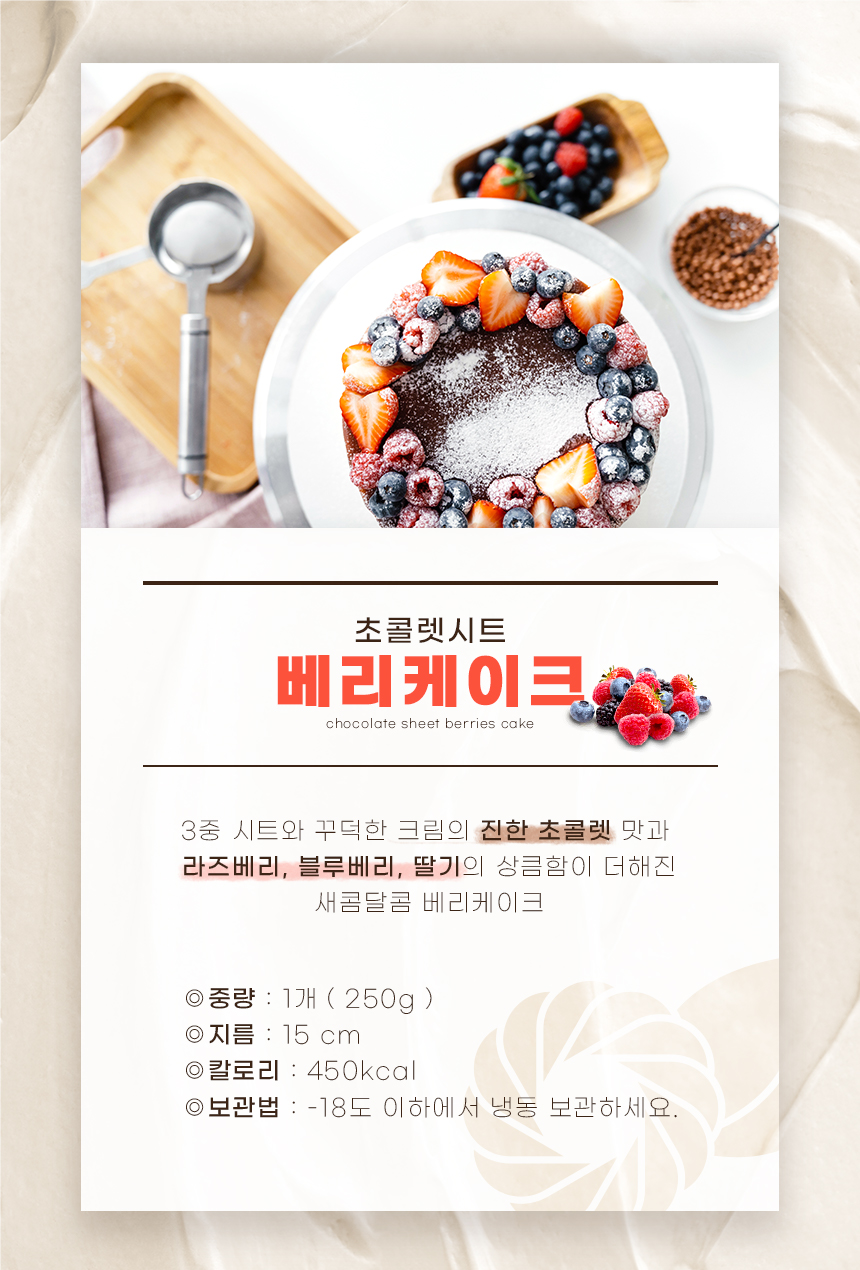 초콜렛시트
베리케이크
chocolate sheet berries cake
3중 시트와 꾸덕한 크림의 진한 초콜렛 맛과
라즈베리, 블루베리, 딸기의 상큼함이 더해진
새콤달콤 베리케이크
◎중량 : 1개 ( 250g )
◎지름 : 15 cm
◎칼로리 : 450kcal
◎보관법 : -18도 이하에서 냉동 보관하세요.